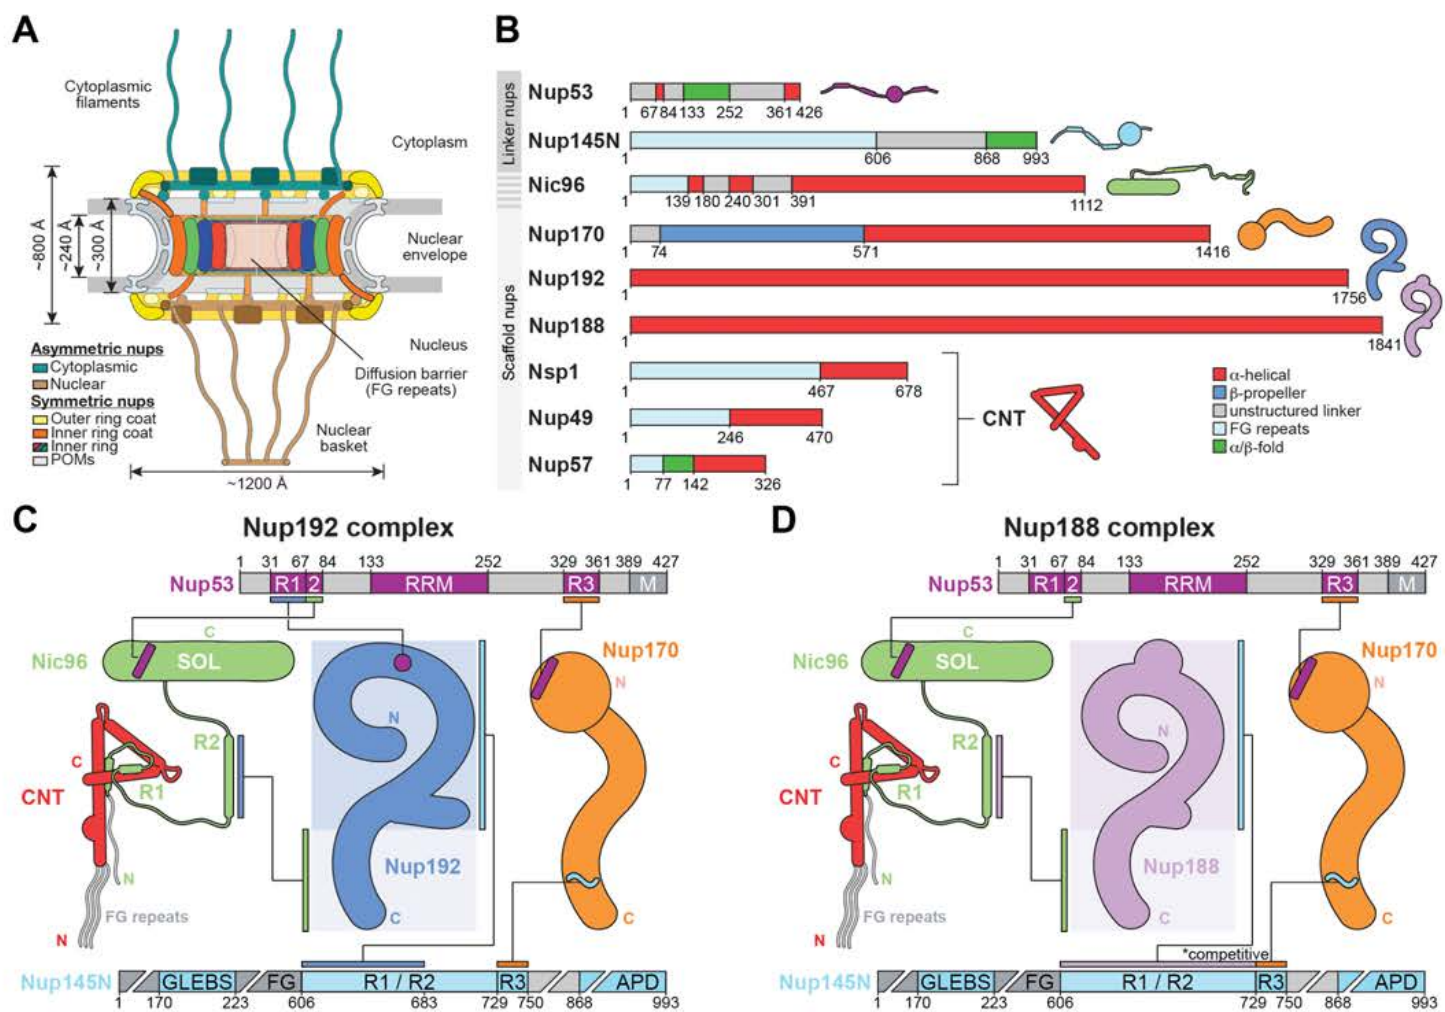 A
Cytoplasmic
filaments
Cytoplasm
~800 Å
~240 Å
~300 Å
Nuclear
envelope
Nucleus
Diffusion barrier
(FG repeats)
Nuclear
basket
~1200 Å
Asymmetric nups
Cytoplasmic
Nuclear
Symmetric nups
Outer ring coat
Inner ring coat
Inner ring
POMs
B
Linker nups
Scaffold nups
Nup53
1 67 84 133 252 361 426
Nup145N
1 606 868 993
Nic96
1 139 180 240 301 391 1112
Nup170
1 74 571 1416
Nup192
1 1756
Nup188
1 1841
Nsp1
1 467 678
Nup49
1 246 470
Nup57
1 77 142 326
CNT
α-helical
β-propeller
unstructured linker
FG repeats
α/β-fold
C
Nup192 complex
1 31 67 84 133 252 329 361 389 427
Nup53 R1 2 RRM R3 M
C
Nic96 SOL
Nup170
N
N
R2
C
R1
CNT
Nup192
N
FG repeats
C
C
N
Nup145N GLEBS FG R1 / R2 R3 APD
1 170 223 606 683 729 750 868 993
D
Nup188 complex
1 31 67 84 133 252 329 361 389 427
Nup53 R1 2 RRM R3 M
C
Nic96 SOL
Nup170
N
N
R2
C
R1
CNT
Nup188
N
FG repeats
C
C
N
*competitive
Nup145N GLEBS FG R1 / R2 R3 APD
1 170 223 606 729 750 868 993